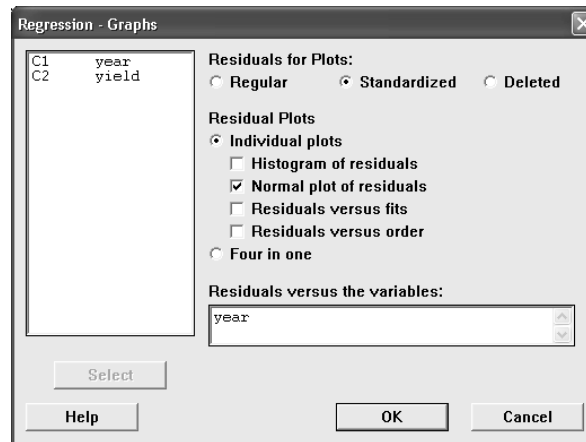 Regression - Graphs
C1 year
C2 yield
Residuals for Plots:
Regular Standardized Deleted
Residual Plots
Individual plots
Histogram of residuals
Normal plot of residuals
Residuals versus fits
Residuals versus order
Four in one
Residuals versus the variables:
year
Select
Help OK Cancel